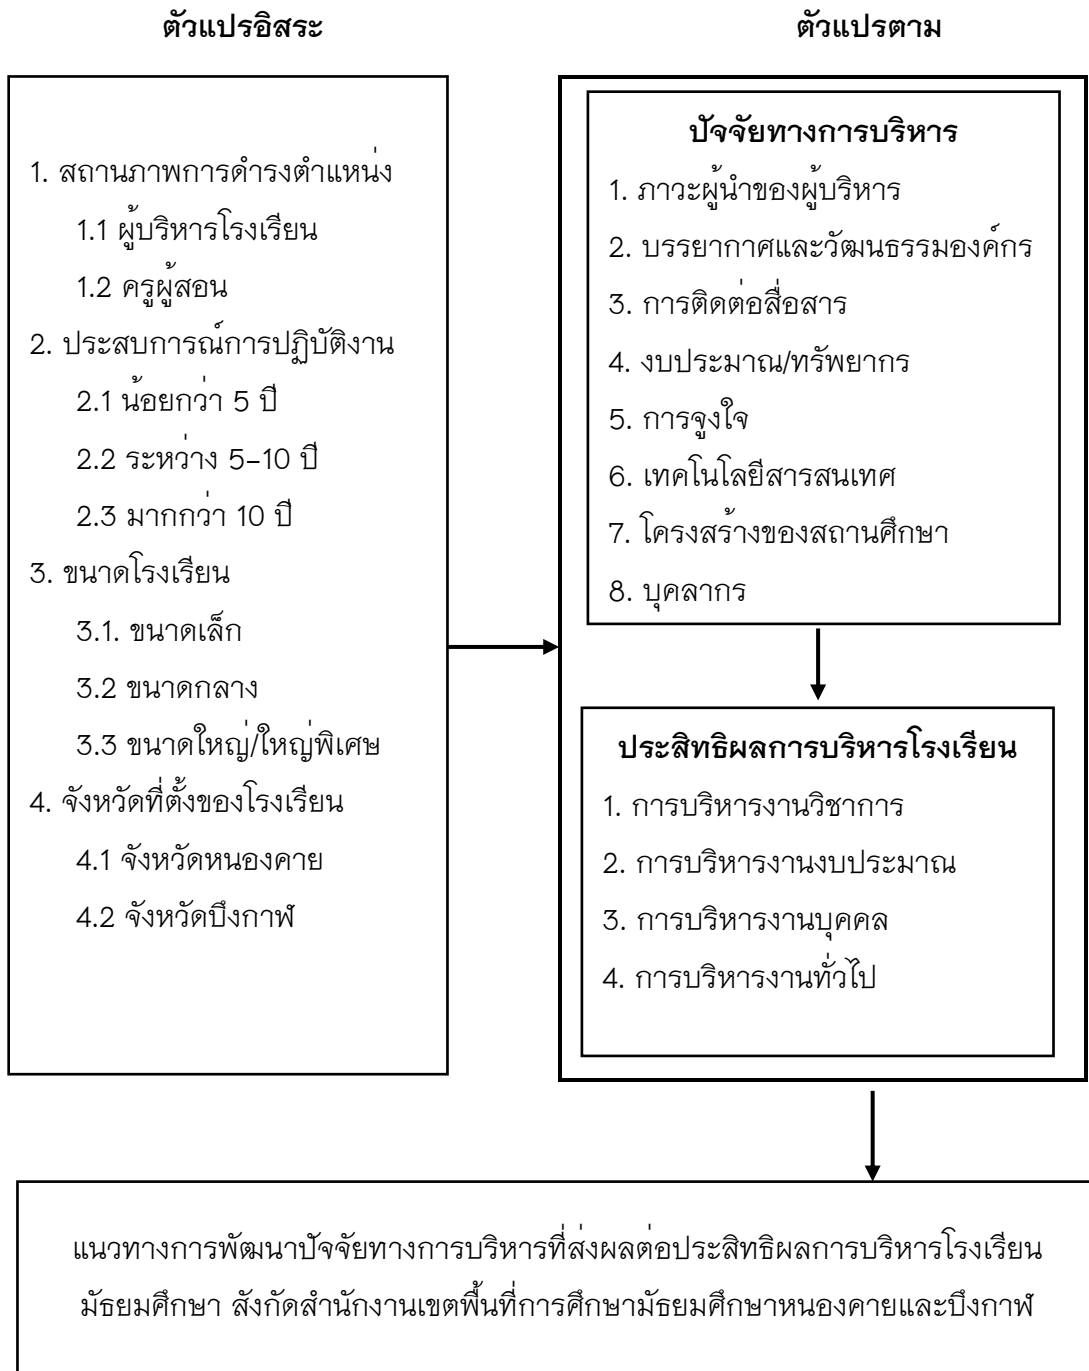 ตัวแปรอิสระ
1. สถานภาพการดำรงตำแหน่ง
1.1 ผู้บริหารโรงเรียน
1.2 ครูผู้สอน
2. ประสบการณ์การปฏิบัติงาน
2.1 น้อยกว่า 5 ปี
2.2 ระหว่าง 5–10 ปี
2.3 มากกว่า 10 ปี
3. ขนาดโรงเรียน
3.1. ขนาดเล็ก
3.2 ขนาดกลาง
3.3 ขนาดใหญ่/ใหญ่พิเศษ
4. จังหวัดที่ตั้งของโรงเรียน
4.1 จังหวัดหนองคาย
4.2 จังหวัดบึงกาฬ
ตัวแปรตาม
ปัจจัยทางการบริหาร
1. ภาวะผู้นำของผู้บริหาร
2. บรรยากาศและวัฒนธรรมองค์กร
3. การติดต่อสื่อสาร
4. งบประมาณ/ทรัพยากร
5. การจูงใจ
6. เทคโนโลยีสารสนเทศ
7. โครงสร้างของสถานศึกษา
8. บุคลากร
ประสิทธิผลการบริหารโรงเรียน
1. การบริหารงานวิชาการ
2. การบริหารงานงบประมาณ
3. การบริหารงานบุคคล
4. การบริหารงานทั่วไป
แนวทางการพัฒนาปัจจัยทางการบริหารที่ส่งผลต่อประสิทธิผลการบริหารโรงเรียน
มัธยมศึกษา สังกัดสำนักงานเขตพื้นที่การศึกษามัธยมศึกษาหนองคายและบึงกาฬ